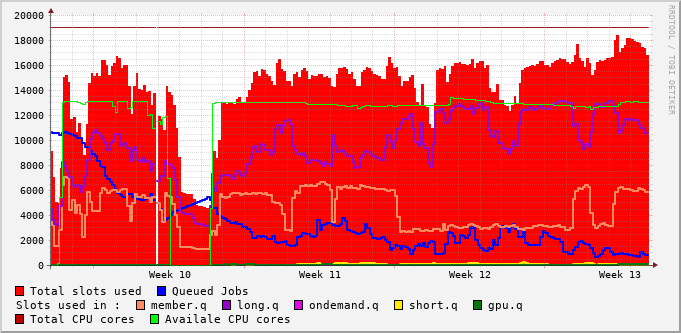 20000
18000
16000
14000
12000
10000
8000
6000
4000
2000
0
Week 10 Week 11 Week 12 Week 13
RRDTOOL / TOBI OETIKER
Total slots used Queued Jobs
Slots used in : member.q long.q ondemand.q short.q gpu.q
Total CPU cores Availale CPU cores